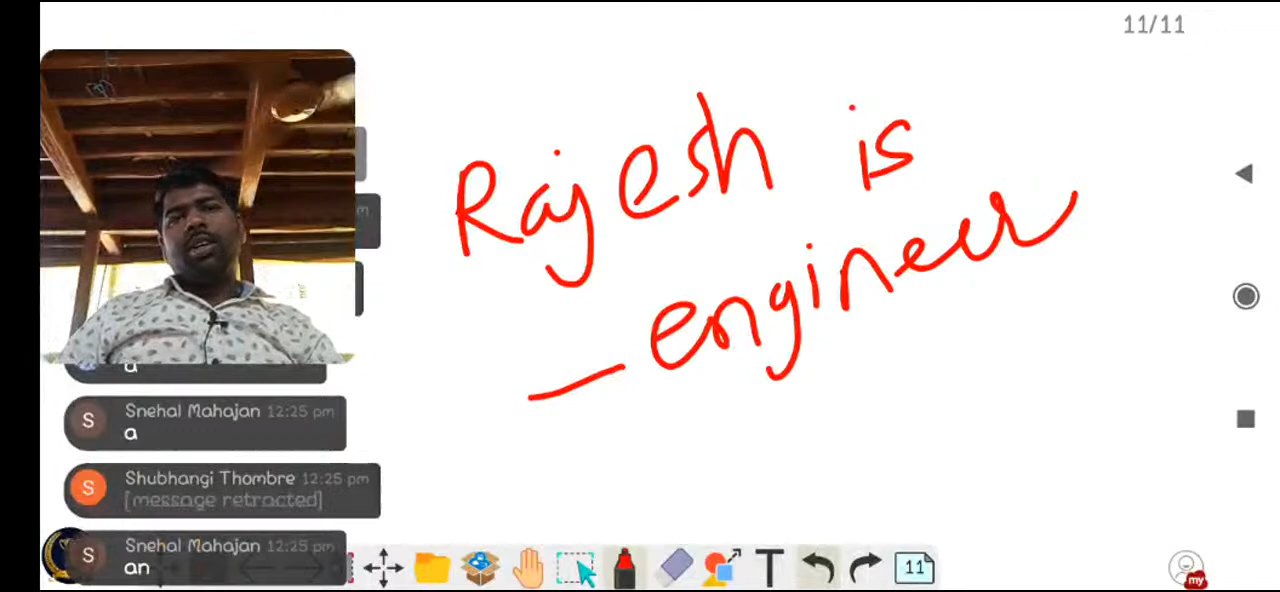 11/11
Rajesh is
_ engineer
a
Snehal Mahajan 12:25 pm
a
Shubhangi Thombre 12:25 pm
[message retracted]
Snehal Mahajan 12:25 pm
an
T
11
my